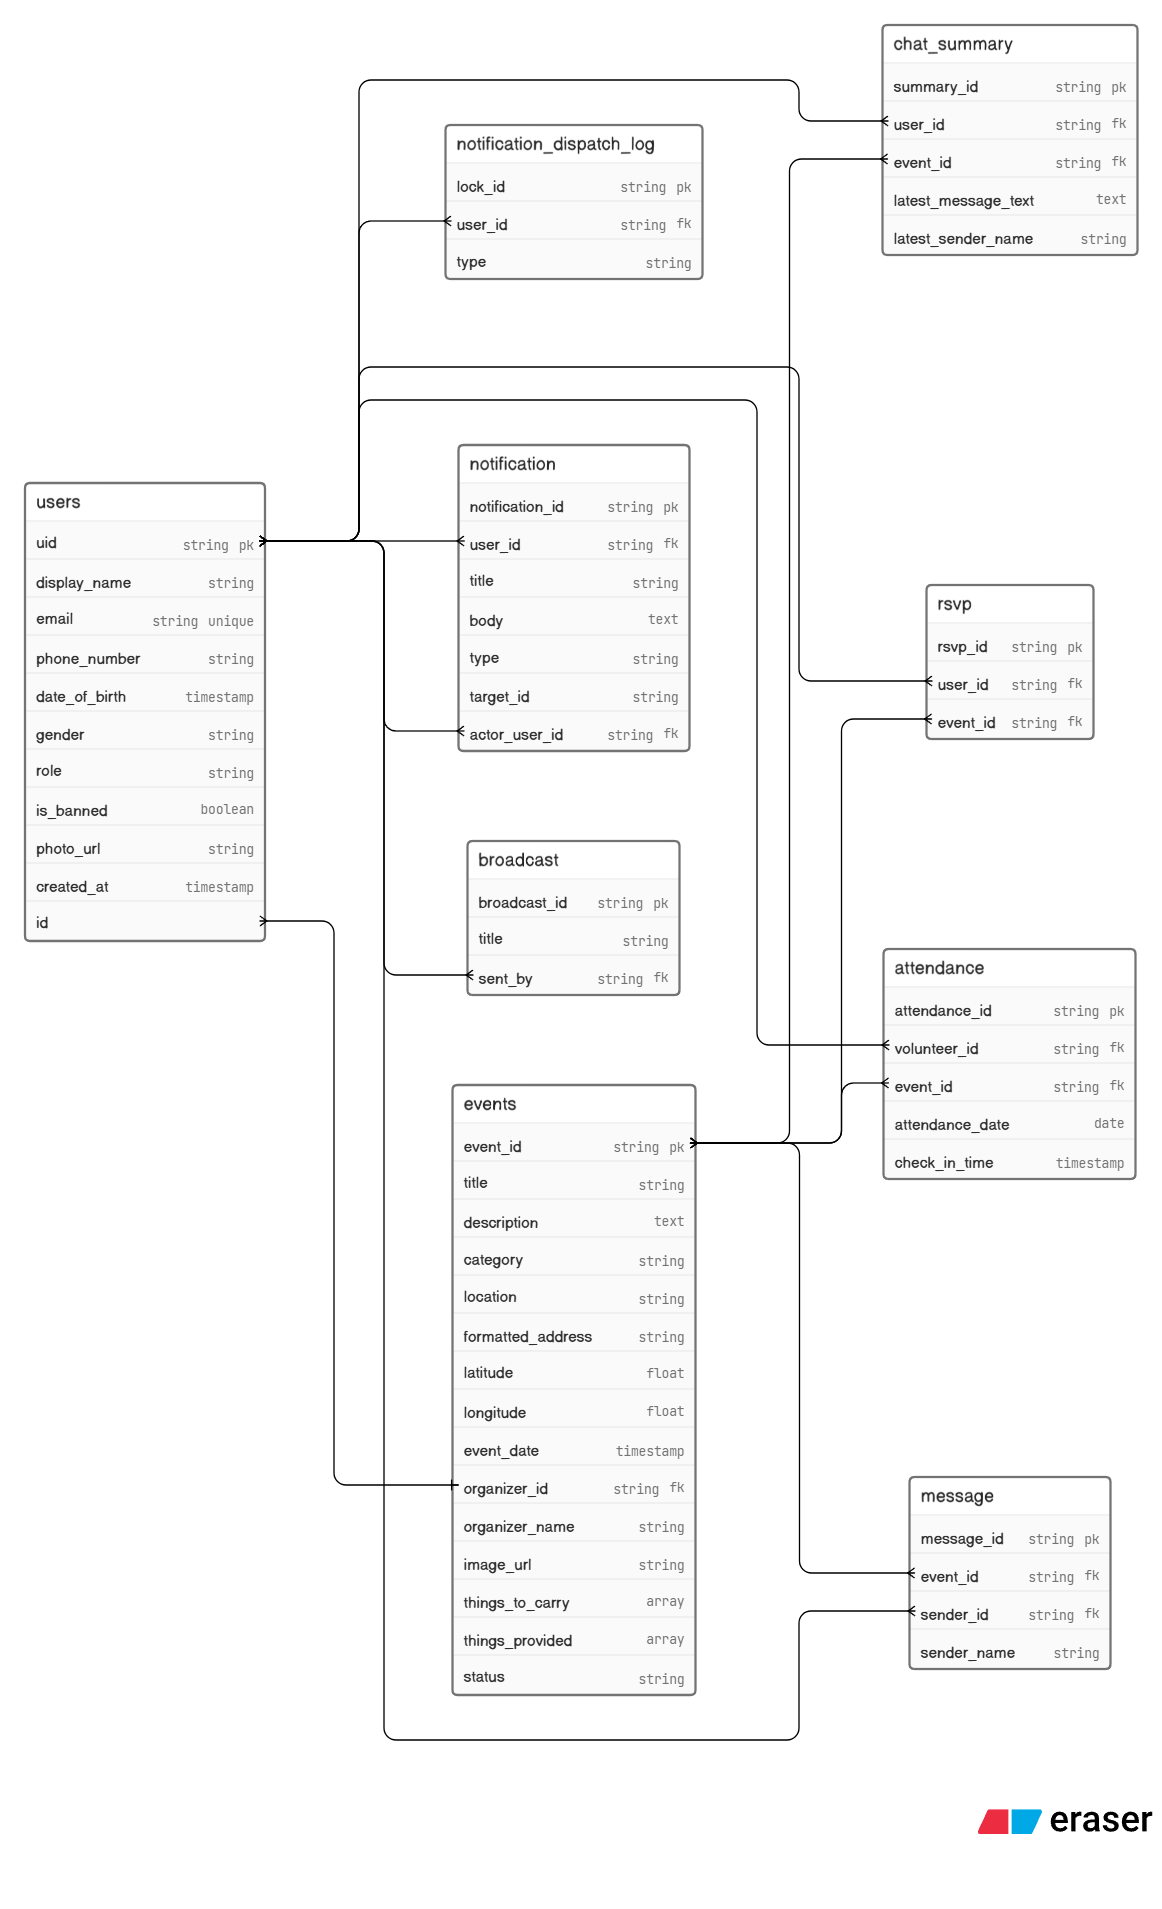 chat_summary
summary_id string pk
user_id string fk
event_id string fk
latest_message_text text
latest_sender_name string
notification_dispatch_log
lock_id string pk
user_id string fk
type string
notification
notification_id string pk
user_id string fk
title string
body text
type string
target_id string
actor_user_id string fk
users
uid string pk
display_name string
email string unique
phone_number string
date_of_birth timestamp
gender string
role string
is_banned boolean
photo_url string
created_at timestamp
id
rsvp
rsvp_id string pk
user_id string fk
event_id string fk
broadcast
broadcast_id string pk
title string
sent_by string fk
attendance
attendance_id string pk
volunteer_id string fk
event_id string fk
attendance_date date
check_in_time timestamp
events
event_id string pk
title string
description text
category string
location string
formatted_address string
latitude float
longitude float
event_date timestamp
organizer_id string fk
organizer_name string
image_url string
things_to_carry array
things_provided array
status string
message
message_id string pk
event_id string fk
sender_id string fk
sender_name string
eraser